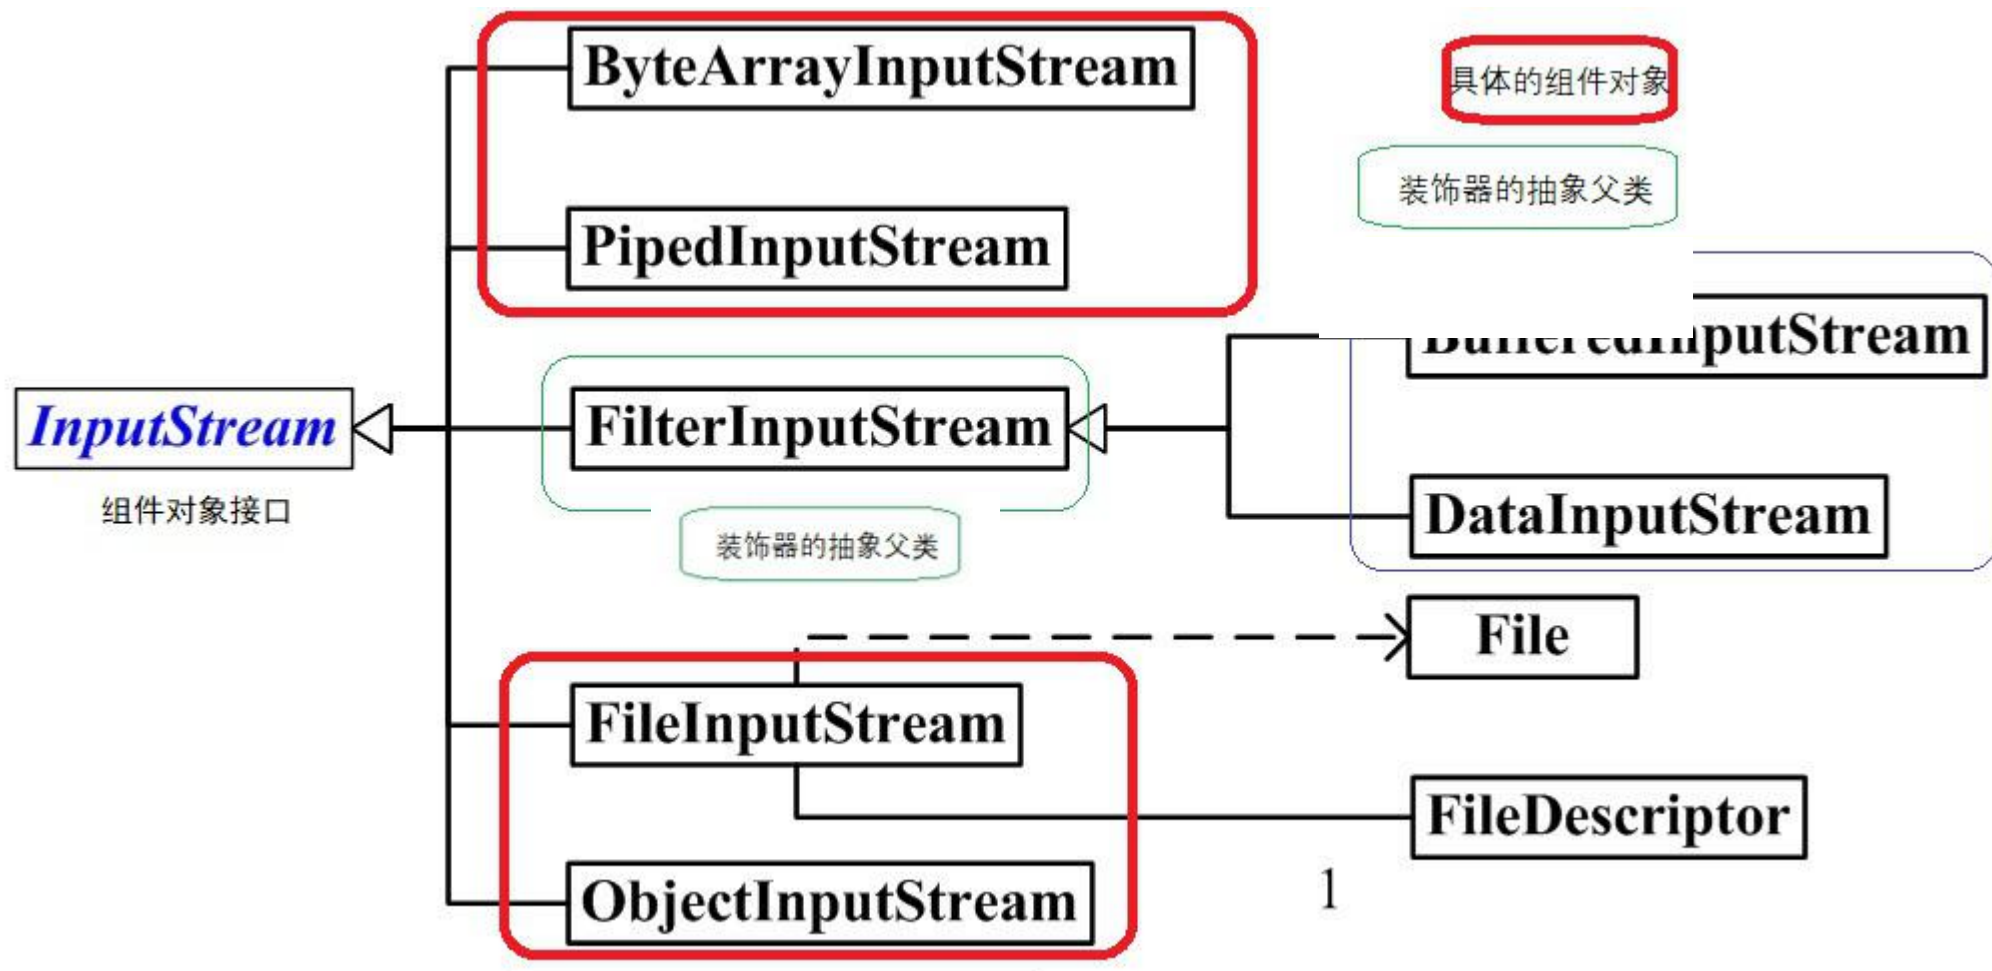 ByteArrayInputStream
具体的组件对象
装饰器的抽象父类
PipedInputStream
BufferedInputStream
InputStream
FilterInputStream
组件对象接口
DataInputStream
装饰器的抽象父类
File
FileInputStream
FileDescriptor
1
ObjectInputStream